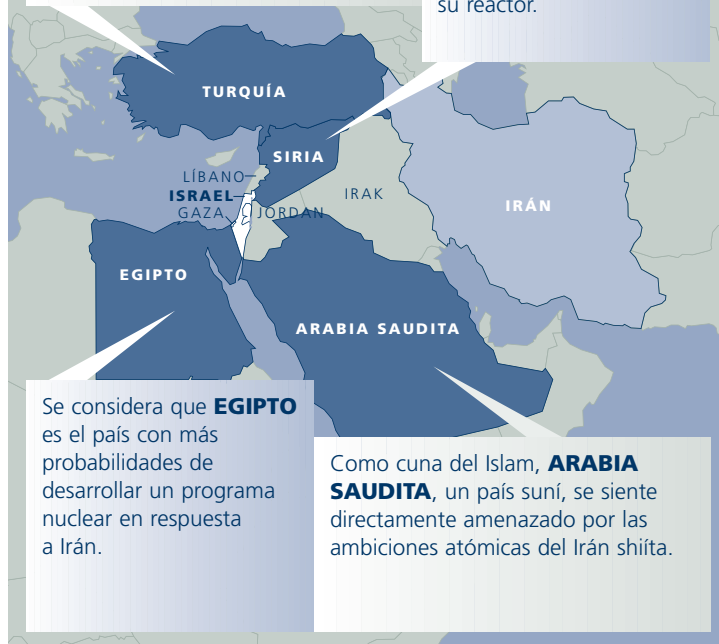 su reactor.
TURQUÍA
SIRIA
LÍBANO
ISRAEL
IRAK
GAZA
JORDAN
IRÁN
EGIPTO
ARABIA SAUDITA
Se considera que EGIPTO
es el país con más
probabilidades de
desarrollar un programa
nuclear en respuesta
a Irán.
Como cuna del Islam, ARABIA
SAUDITA, un país suní, se siente
directamente amenazado por las
ambiciones atómicas del Irán shiíta.